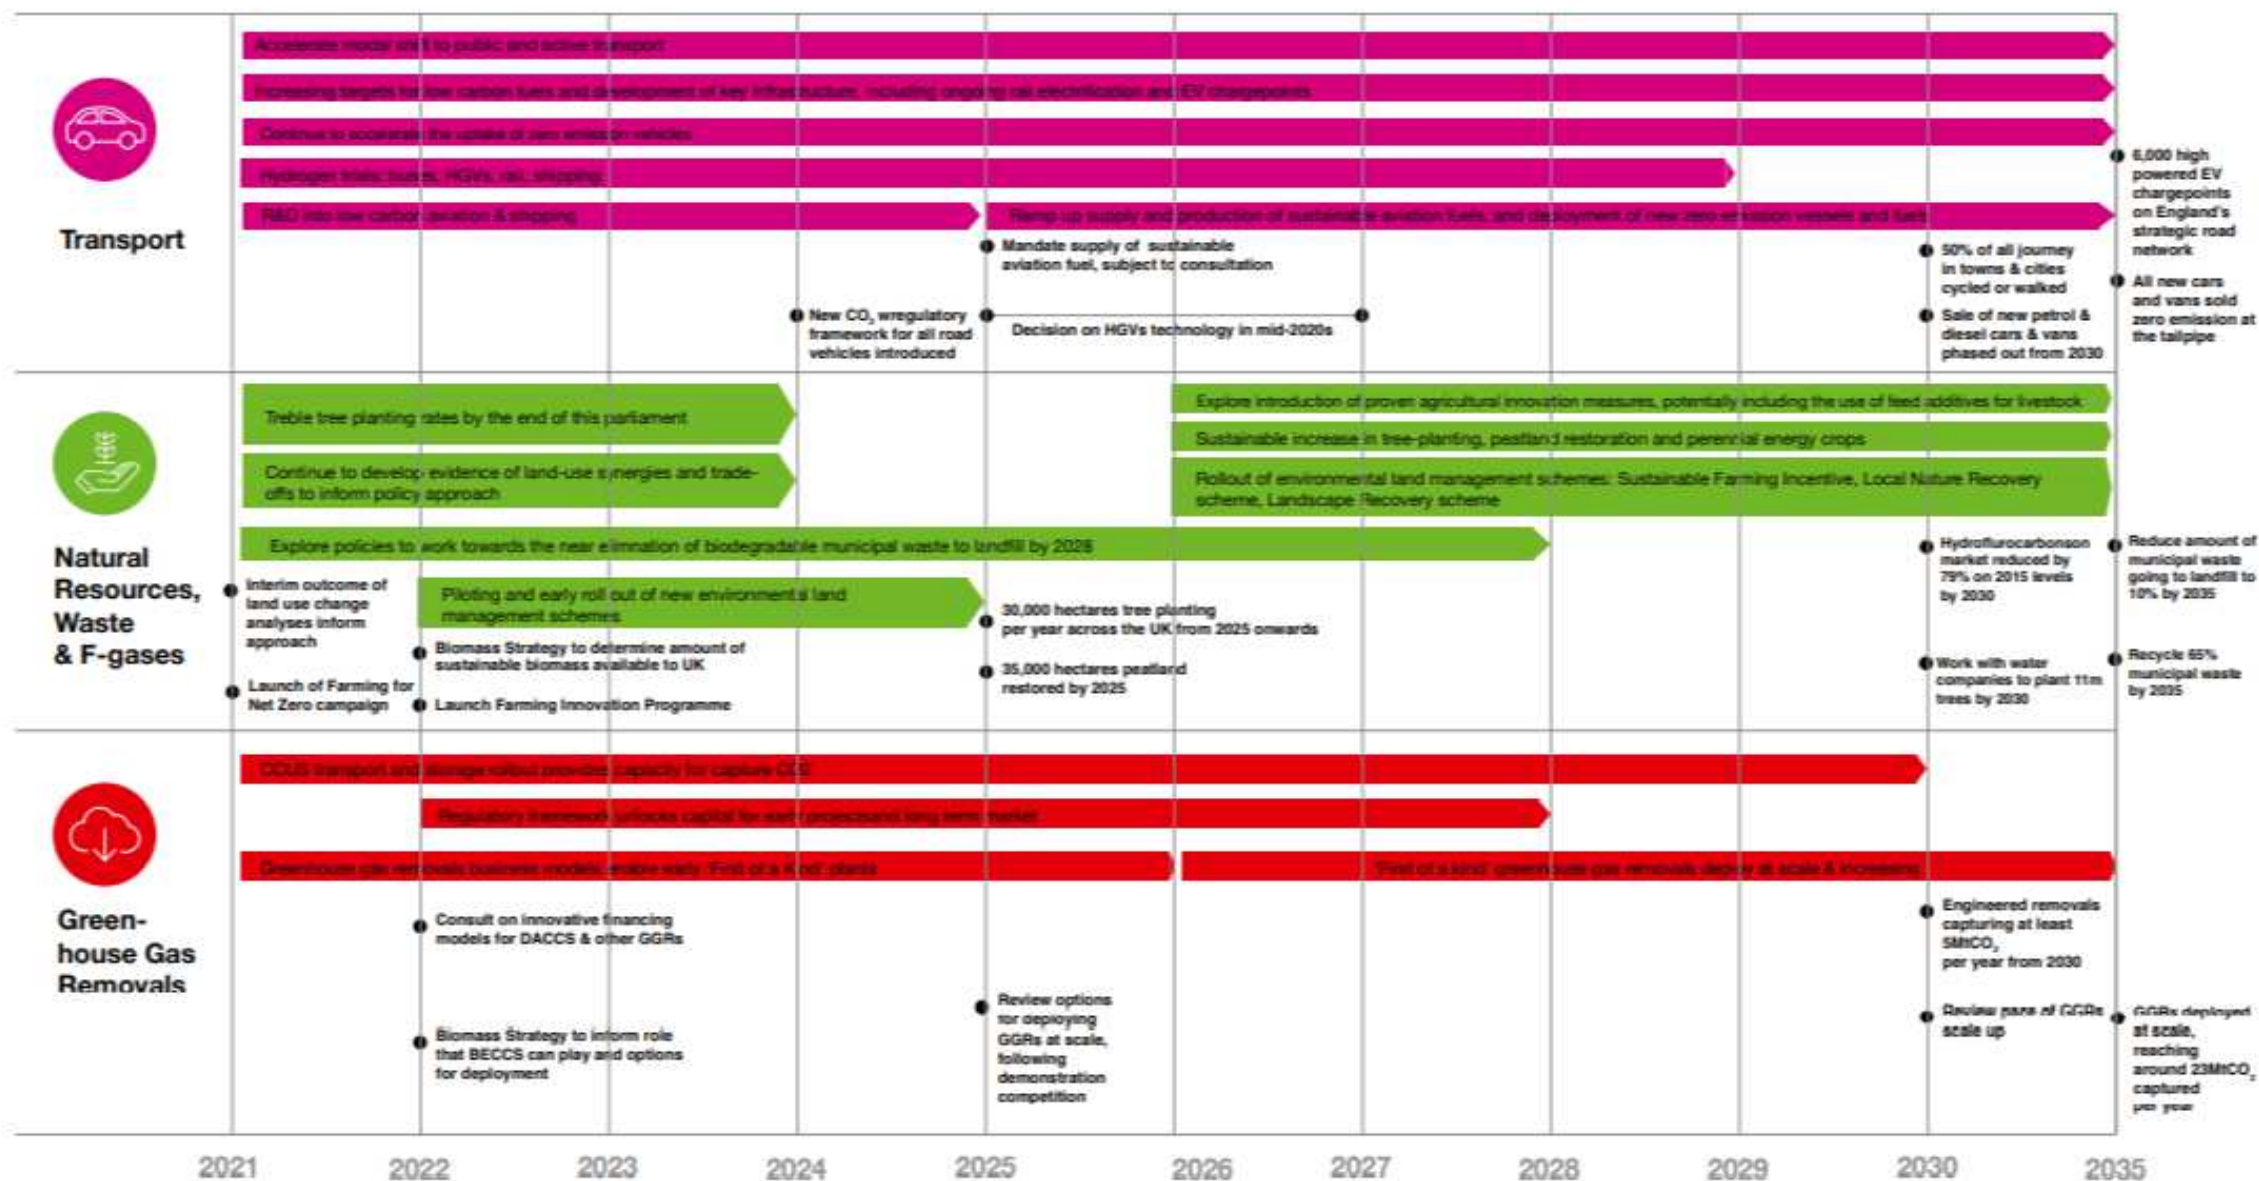 Accelerate modal shift to public and active transport
Increasing targets for low carbon fuels and development of key infrastructure, including ongoing rail electrification and EV chargepoints
Continue to accelerate the uptake of zero emission vehicles
Hydrogen trials: buses, HGVs, rail, shipping
R&D into low carbon aviation & shipping
Ramp up supply and production of sustainable aviation fuels, and deployment of new zero emission vessels and fuels
Transport
Mandate supply of sustainable
aviation fuel, subject to consultation
New CO₂ wregulatory
framework for all road
vehicles introduced
Decision on HGVs technology in mid-2020s
50% of all journey
in towns & cities
cycled or walked
Sale of new petrol &
diesel cars & vans
phased out from 2030
6,000 high
powered EV
chargepoints
on England's
strategic road
network
All new cars
and vans sold
zero emission at
the tailpipe
Natural
Resources,
Waste
& F-gases
Treble tree planting rates by the end of this parliament
Continue to develop evidence of land-use synergies and trade-
offs to inform policy approach
Explore introduction of proven agricultural innovation measures, potentially including the use of feed additives for livestock
Sustainable increase in tree-planting, peatland restoration and perennial energy crops
Rollout of environmental land management schemes: Sustainable Farming Incentive, Local Nature Recovery
scheme, Landscape Recovery scheme
Explore policies to work towards the near elimnation of biodegradable municipal waste to landfill by 2028
Interim outcome of
land use change
analyses inform
approach
Launch of Farming for
Net Zero campaign
Piloting and early roll out of new environmental land
management schemes
Biomass Strategy to determine amount of
sustainable biomass available to UK
Launch Farming Innovation Programme
30,000 hectares tree planting
per year across the UK from 2025 onwards
35,000 hectares peatland
restored by 2025
Hydroflurocarbonson
market reduced by
79% on 2015 levels
by 2030
Work with water
companies to plant 11m
trees by 2030
Reduce amount of
municipal waste
going to landfill to
10% by 2035
Recycle 65%
municipal waste
by 2035
Green-
house Gas
Removals
CCUS transport and storage rollout provides capacity for capture CO2
Regulatory framework unlocks capital for early projectsand long term market
Greenhouse gas removals business models enable early 'First of a Kind' plants
'First of a kind' greenhouse gas removals deploy at scale & increasing
Consult on innovative financing
models for DACCS & other GGRs
Biomass Strategy to inform role
that BECCS can play and options
for deployment
Review options
for deploying
GGRs at scale,
following
demonstration
competition
Engineered removals
capturing at least
5MtCO₂
per year from 2030
Review pace of GGRs
scale up
GGRs deployed
at scale,
reaching
around 23MtCO₂
captured
per year
2021
2022
2023
2024
2025
2026
2027
2028
2029
2030
2035